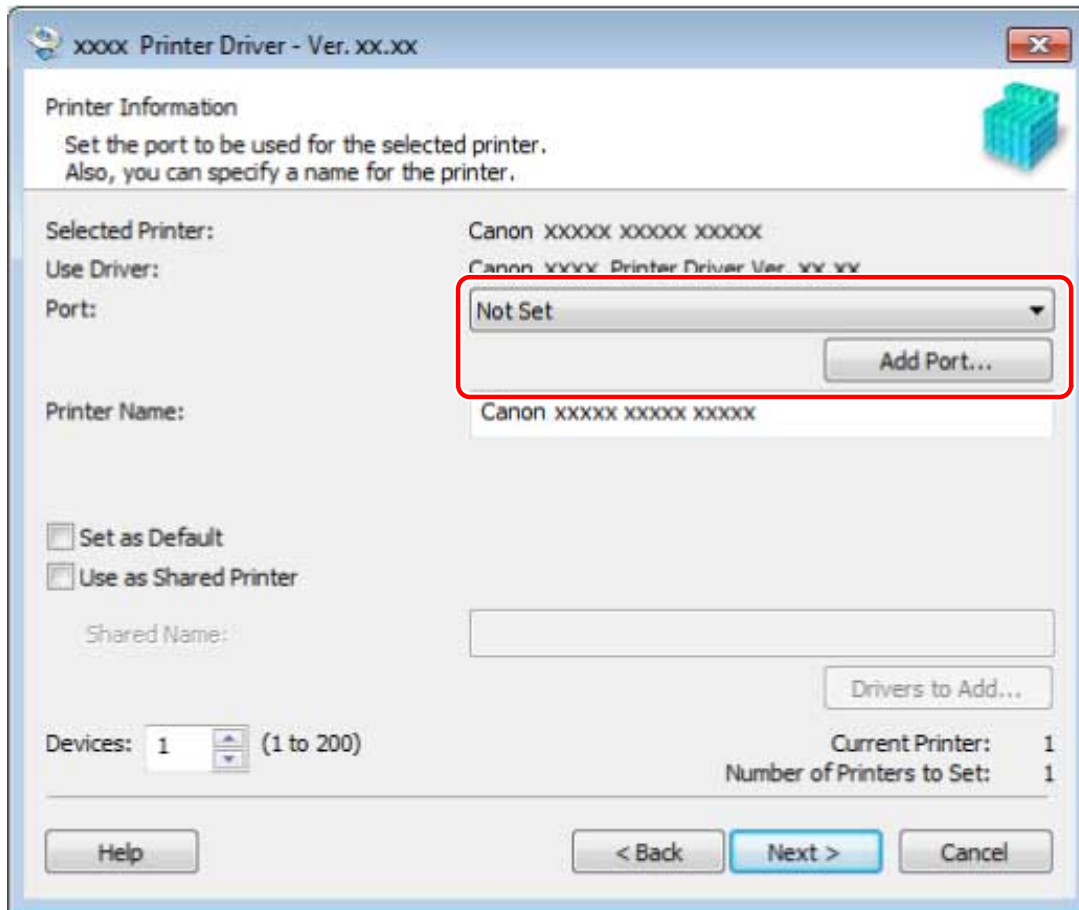 xxxx Printer Driver - Ver. xx.xx
Printer Information
Set the port to be used for the selected printer.
Also, you can specify a name for the printer.
Selected Printer: Canon xxxxx xxxxx xxxxx
Use Driver: Canon xxxx Printer Driver Ver. xx.xx
Port: Not Set
Add Port...
Printer Name: Canon xxxxx xxxxx xxxxx
Set as Default
Use as Shared Printer
Shared Name:
Drivers to Add...
Devices: 1 (1 to 200) Current Printer: 1
Number of Printers to Set: 1
Help < Back Next > Cancel